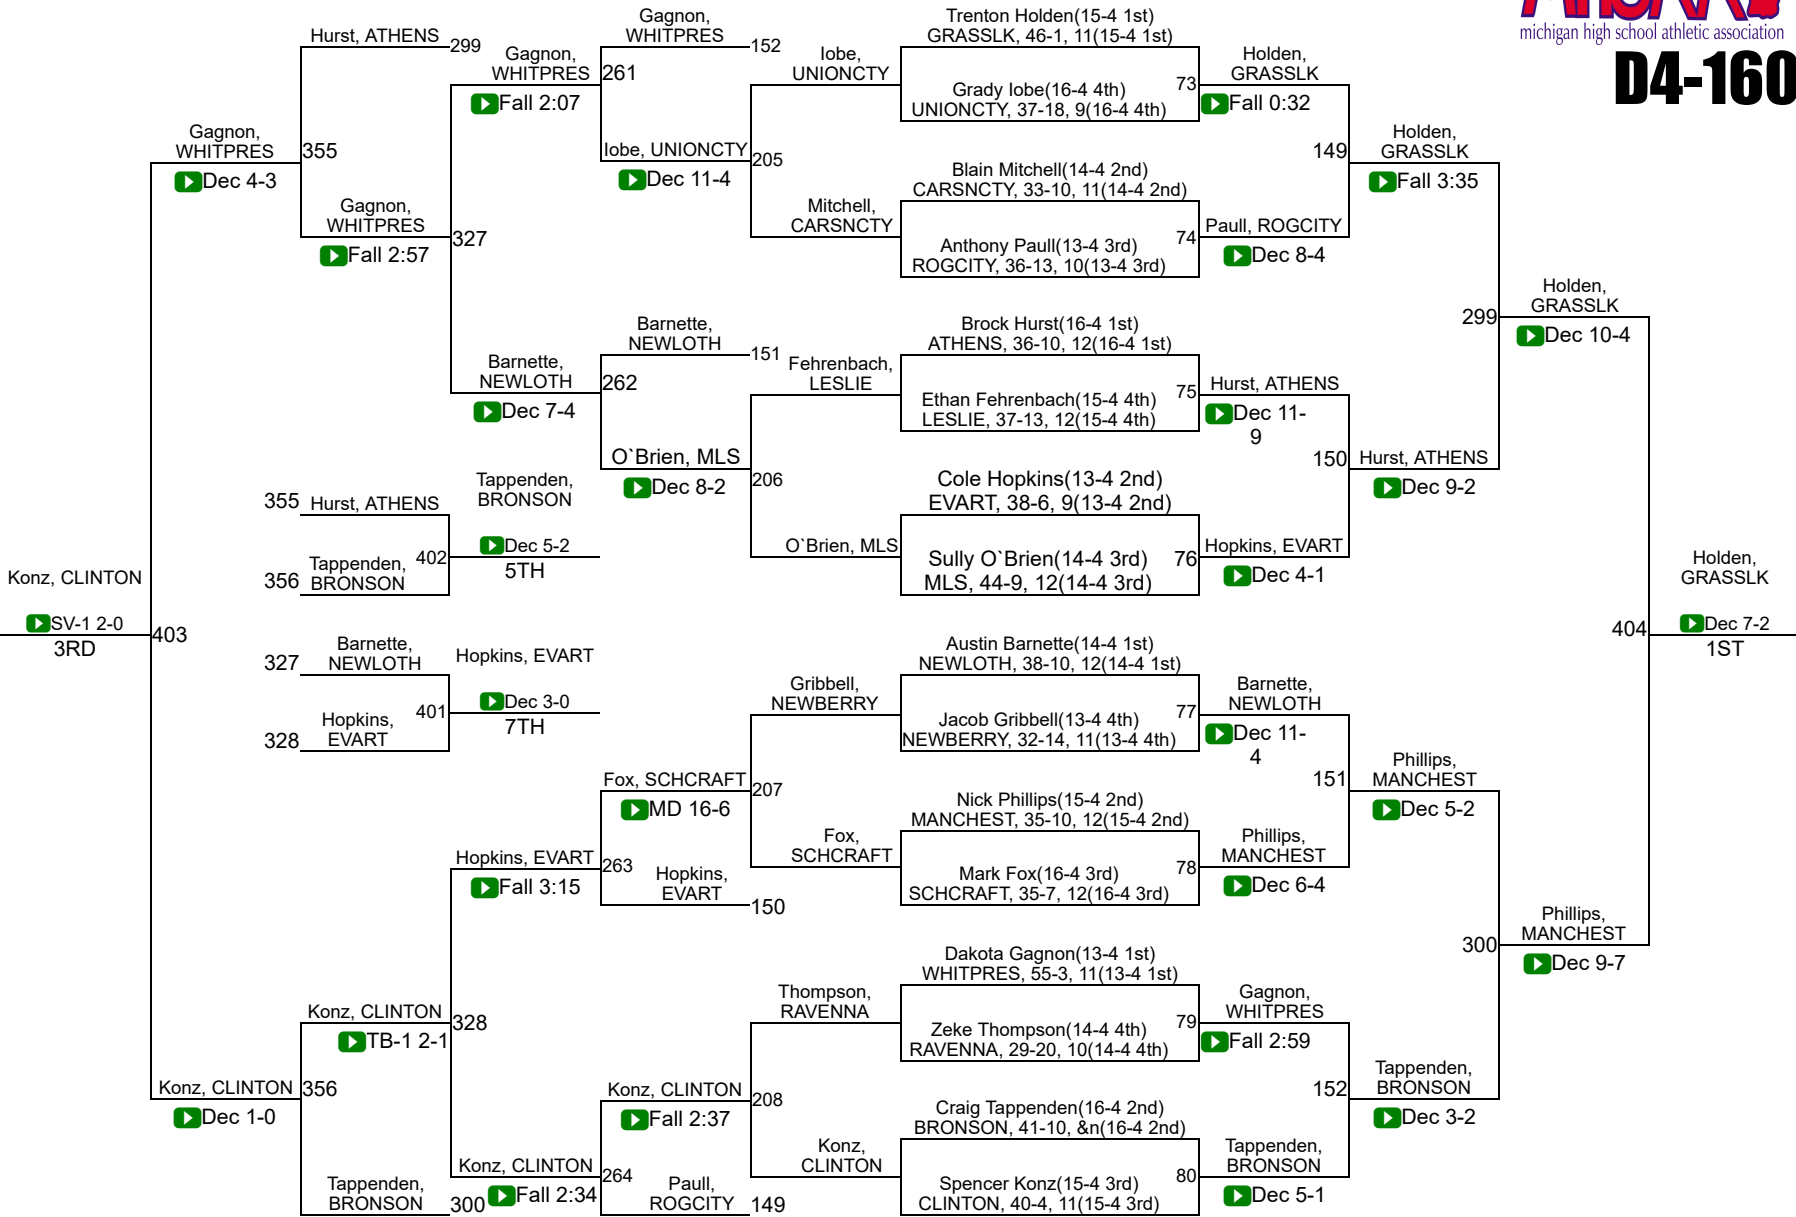 michigan high school athletic association
D4-160
Hurst, ATHENS
299
Gagnon,
WHITPRES
355
Dec 4-3
Gagnon,
WHITPRES
327
Fall 2:57
Gagnon,
WHITPRES
261
Fall 2:07
Gagnon,
WHITPRES
152
Iobe, UNIONCTY
205
Dec 11-4
Barnette,
NEWLOTH
262
Dec 7-4
Barnette,
NEWLOTH
151
O`Brien, MLS
206
Dec 8-2
Iobe,
UNIONCTY
Mitchell,
CARSNCTY
Fehrenbach,
LESLIE
O`Brien, MLS
Trenton Holden(15-4 1st)
GRASSLK, 46-1, 11(15-4 1st)
Grady Iobe(16-4 4th)
UNIONCTY, 37-18, 9(16-4 4th)
73
Holden,
GRASSLK
Fall 0:32
Blain Mitchell(14-4 2nd)
CARSNCTY, 33-10, 11(14-4 2nd)
Anthony Paull(13-4 3rd)
ROGCITY, 36-13, 10(13-4 3rd)
74
Paull, ROGCITY
Dec 8-4
149
Holden,
GRASSLK
Fall 3:35
Brock Hurst(16-4 1st)
ATHENS, 36-10, 12(16-4 1st)
Ethan Fehrenbach(15-4 4th)
LESLIE, 37-13, 12(15-4 4th)
75
Hurst, ATHENS
Dec 11-
9
Cole Hopkins(13-4 2nd)
EVART, 38-6, 9(13-4 2nd)
Sully O`Brien(14-4 3rd)
MLS, 44-9, 12(14-4 3rd)
76
Hopkins, EVART
Dec 4-1
150
Hurst, ATHENS
Dec 9-2
299
Holden,
GRASSLK
Dec 10-4
355
Hurst, ATHENS
356
Tappenden,
BRONSON
402
Tappenden,
BRONSON
Dec 5-2
5TH
Konz, CLINTON
SV-1 2-0
3RD
403
327
Barnette,
NEWLOTH
328
Hopkins,
EVART
401
Hopkins, EVART
Dec 3-0
7TH
404
Holden,
GRASSLK
Dec 7-2
1ST
Gribbell,
NEWBERRY
Fox,
SCHCRAFT
Fox, SCHCRAFT
207
MD 16-6
Hopkins, EVART
263
Fall 3:15
Hopkins,
EVART
150
Austin Barnette(14-4 1st)
NEWLOTH, 38-10, 12(14-4 1st)
Jacob Gribbell(13-4 4th)
NEWBERRY, 32-14, 11(13-4 4th)
77
Barnette,
NEWLOTH
Dec 11-
4
Nick Phillips(15-4 2nd)
MANCHEST, 35-10, 12(15-4 2nd)
Mark Fox(16-4 3rd)
SCHCRAFT, 35-7, 12(16-4 3rd)
78
Phillips,
MANCHEST
Dec 6-4
151
Phillips,
MANCHEST
Dec 5-2
Konz, CLINTON
328
TB-1 2-1
Konz, CLINTON
356
Dec 1-0
Tappenden,
BRONSON
300
Konz, CLINTON
264
Fall 2:34
Konz, CLINTON
208
Fall 2:37
Paull,
ROGCITY
149
Thompson,
RAVENNA
Konz,
CLINTON
Dakota Gagnon(13-4 1st)
WHITPRES, 55-3, 11(13-4 1st)
Zeke Thompson(14-4 4th)
RAVENNA, 29-20, 10(14-4 4th)
79
Gagnon,
WHITPRES
Fall 2:59
Craig Tappenden(16-4 2nd)
BRONSON, 41-10, &n(16-4 2nd)
Spencer Konz(15-4 3rd)
CLINTON, 40-4, 11(15-4 3rd)
80
Tappenden,
BRONSON
Dec 5-1
152
Tappenden,
BRONSON
Dec 3-2
300
Phillips,
MANCHEST
Dec 9-7